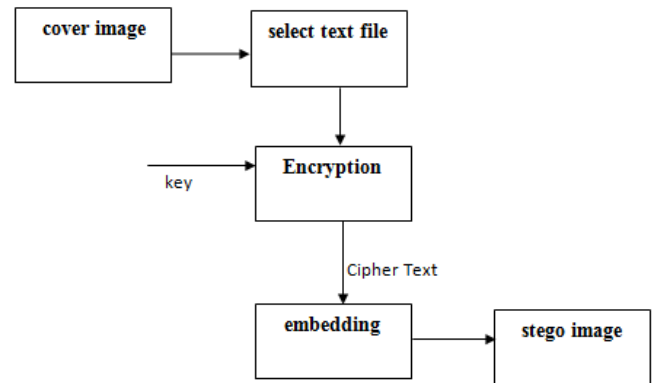 cover image
select text file
Encryption
key
Cipher Text
embedding
stego image